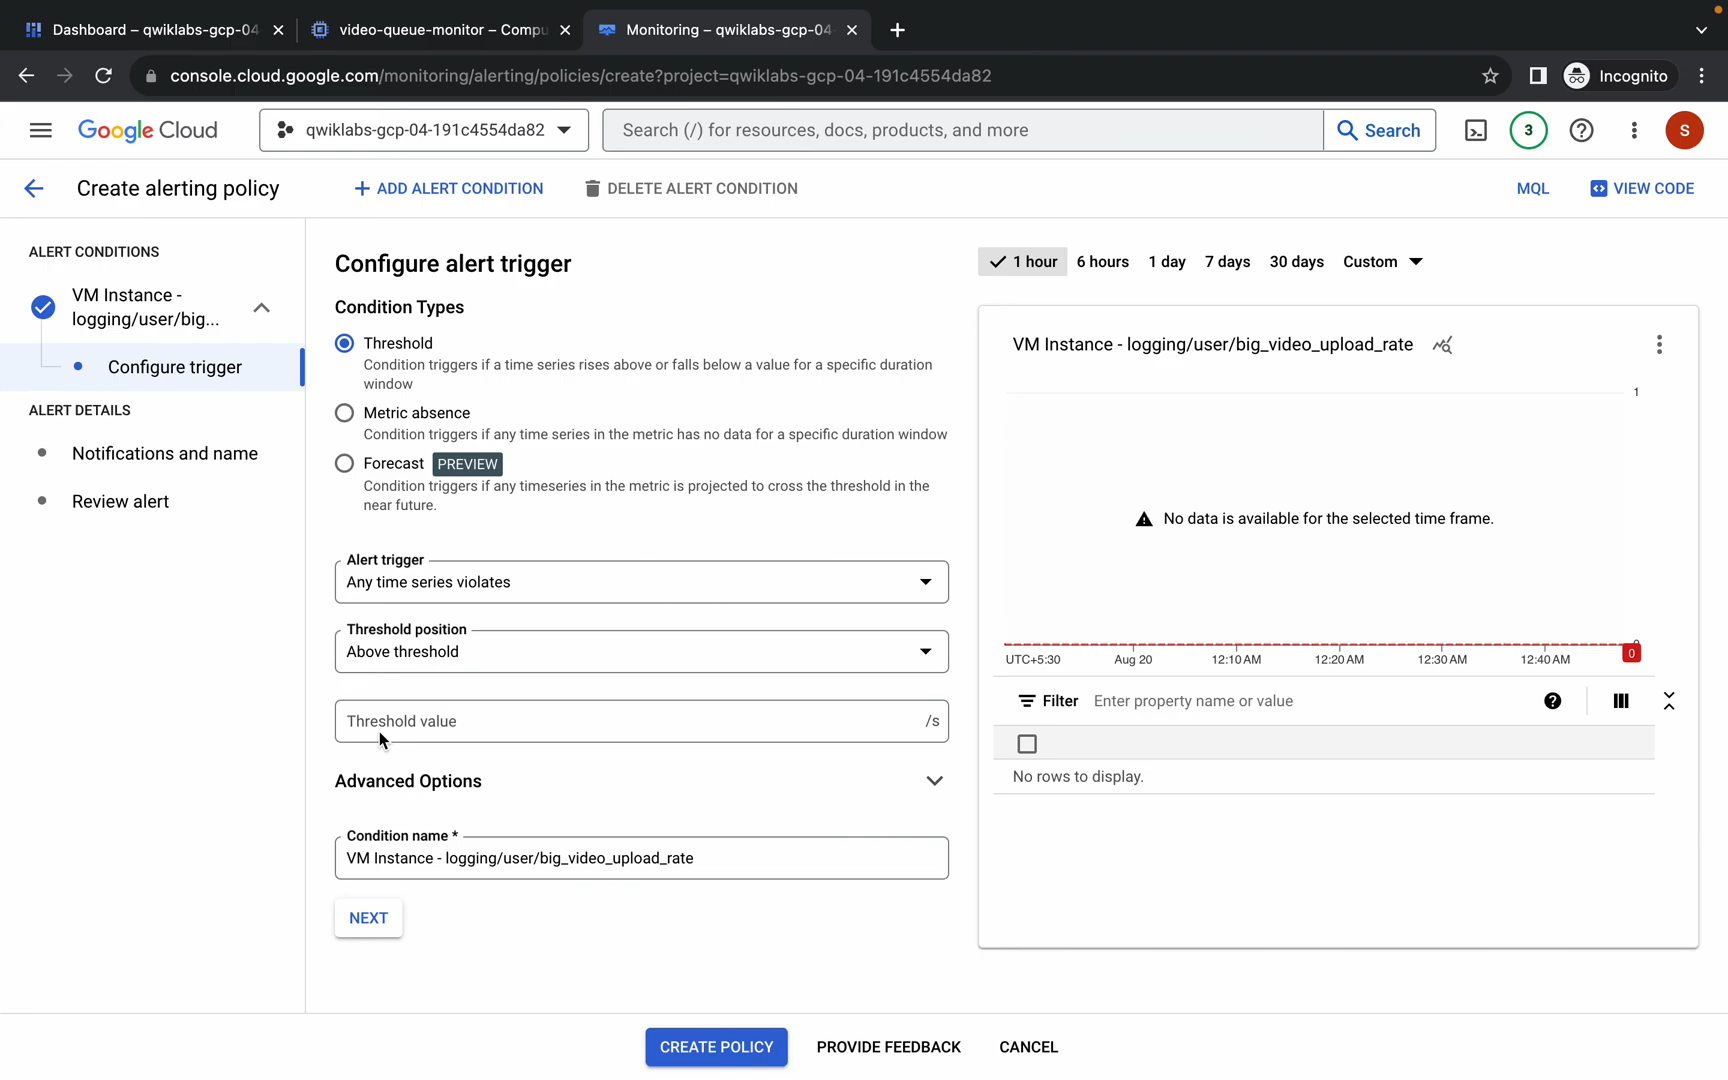 Dashboard – qwiklabs-gcp-04
video-queue-monitor – Compu
Monitoring – qwiklabs-gcp-04
console.cloud.google.com/monitoring/alerting/policies/create?project=qwiklabs-gcp-04-191c4554da82
Incognito
Google Cloud
qwiklabs-gcp-04-191c4554da82
Search (/) for resources, docs, products, and more
Search
3
S
Create alerting policy
ADD ALERT CONDITION
DELETE ALERT CONDITION
MQL
VIEW CODE
ALERT CONDITIONS
VM Instance -
logging/user/big...
Configure trigger
ALERT DETAILS
Notifications and name
Review alert
Configure alert trigger
Condition Types
Threshold
Condition triggers if a time series rises above or falls below a value for a specific duration
window
Metric absence
Condition triggers if any time series in the metric has no data for a specific duration window
Forecast PREVIEW
Condition triggers if any timeseries in the metric is projected to cross the threshold in the
near future.
Alert trigger
Any time series violates
Threshold position
Above threshold
Threshold value /s
Advanced Options
Condition name *
VM Instance - logging/user/big_video_upload_rate
NEXT
1 hour 6 hours 1 day 7 days 30 days Custom
VM Instance - logging/user/big_video_upload_rate
1
No data is available for the selected time frame.
0
UTC+5:30 Aug 20 12:10 AM 12:20 AM 12:30 AM 12:40 AM 0
Filter Enter property name or value
No rows to display.
CREATE POLICY
PROVIDE FEEDBACK
CANCEL